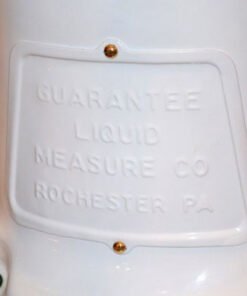 GUARANTEE
LIQUID
MEASURE CO
ROCHESTER PA